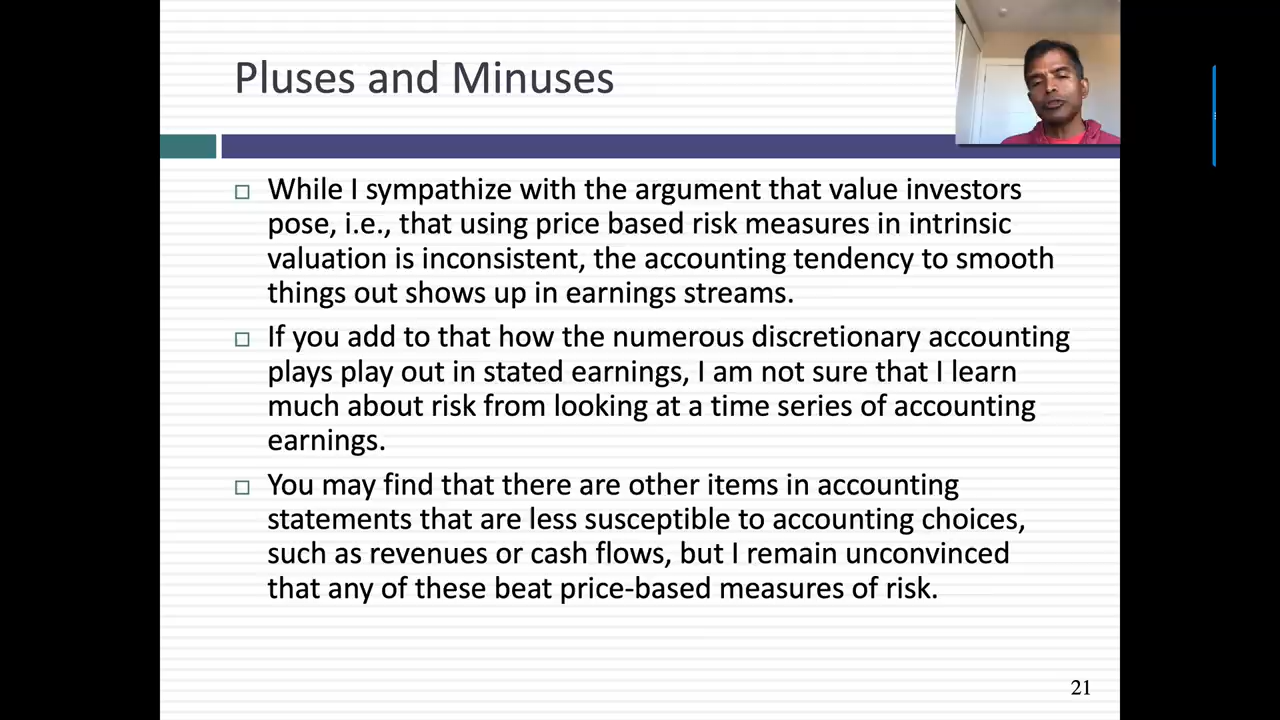 Pluses and Minuses
While I sympathize with the argument that value investors
pose, i.e., that using price based risk measures in intrinsic
valuation is inconsistent, the accounting tendency to smooth
things out shows up in earnings streams.
If you add to that how the numerous discretionary accounting
plays play out in stated earnings, I am not sure that I learn
much about risk from looking at a time series of accounting
earnings.
You may find that there are other items in accounting
statements that are less susceptible to accounting choices,
such as revenues or cash flows, but I remain unconvinced
that any of these beat price-based measures of risk.
21